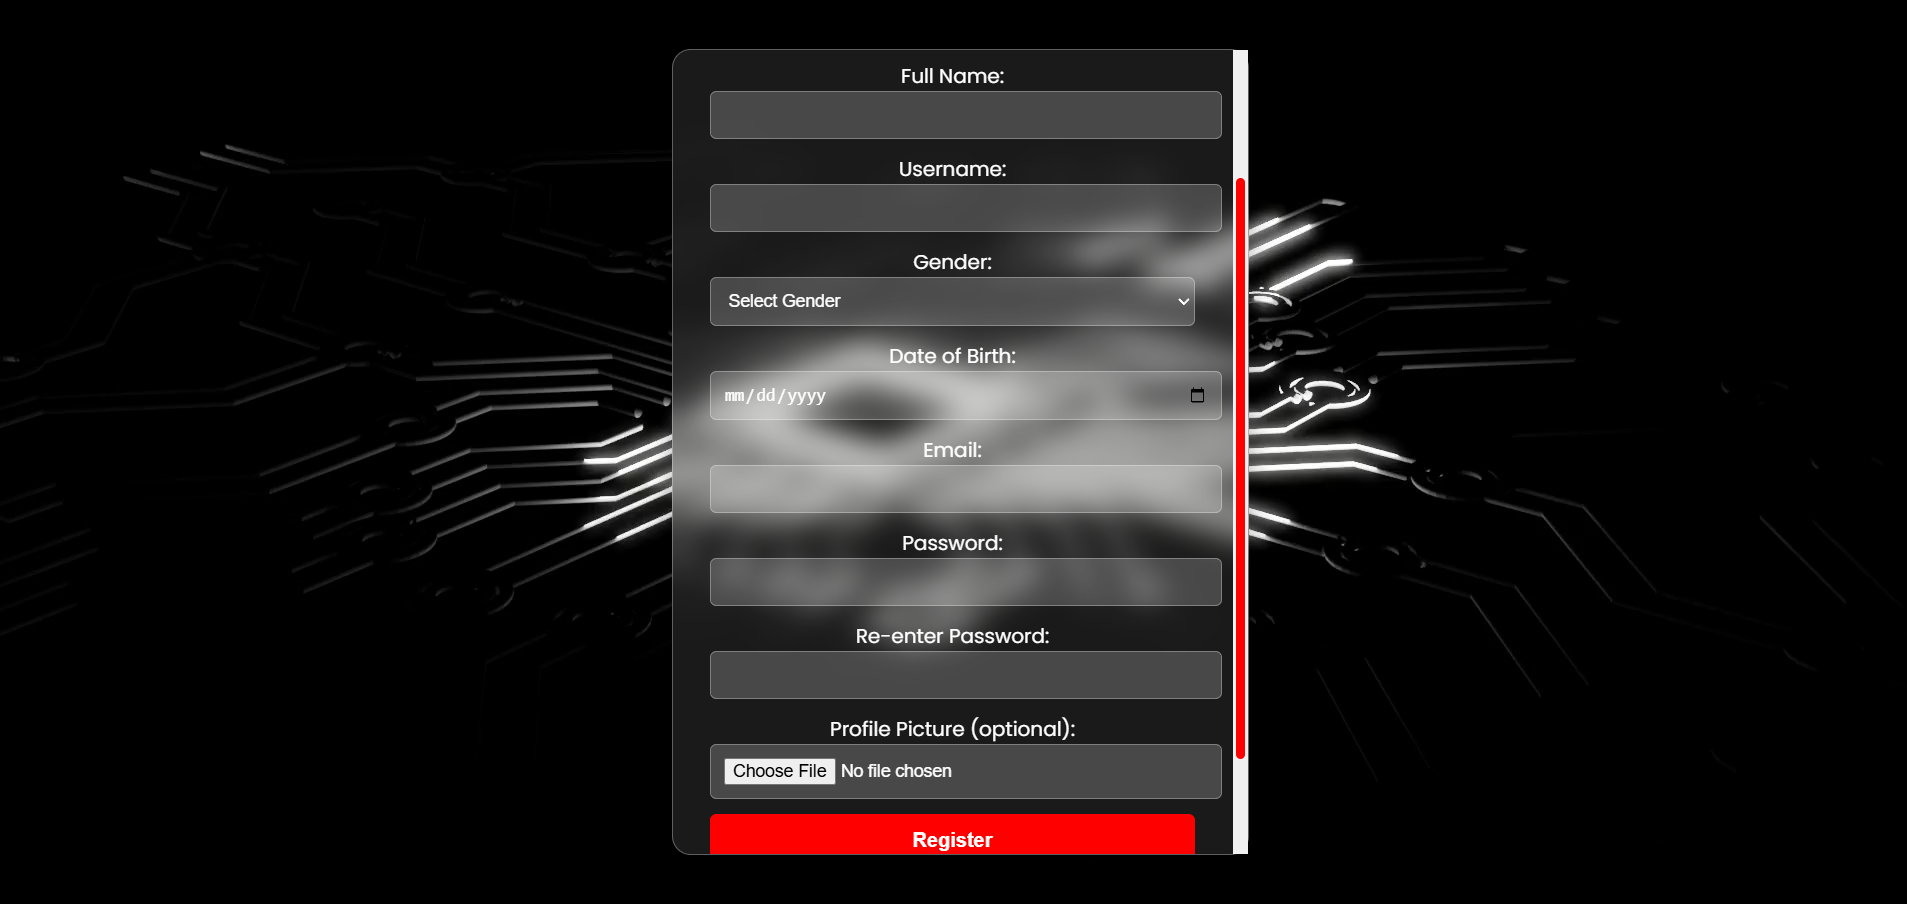 Full Name:
Username:
Gender:
Select Gender
Date of Birth:
mm/dd/yyyy
Email:
Password:
Re-enter Password:
Profile Picture (optional):
Choose File No file chosen
Register